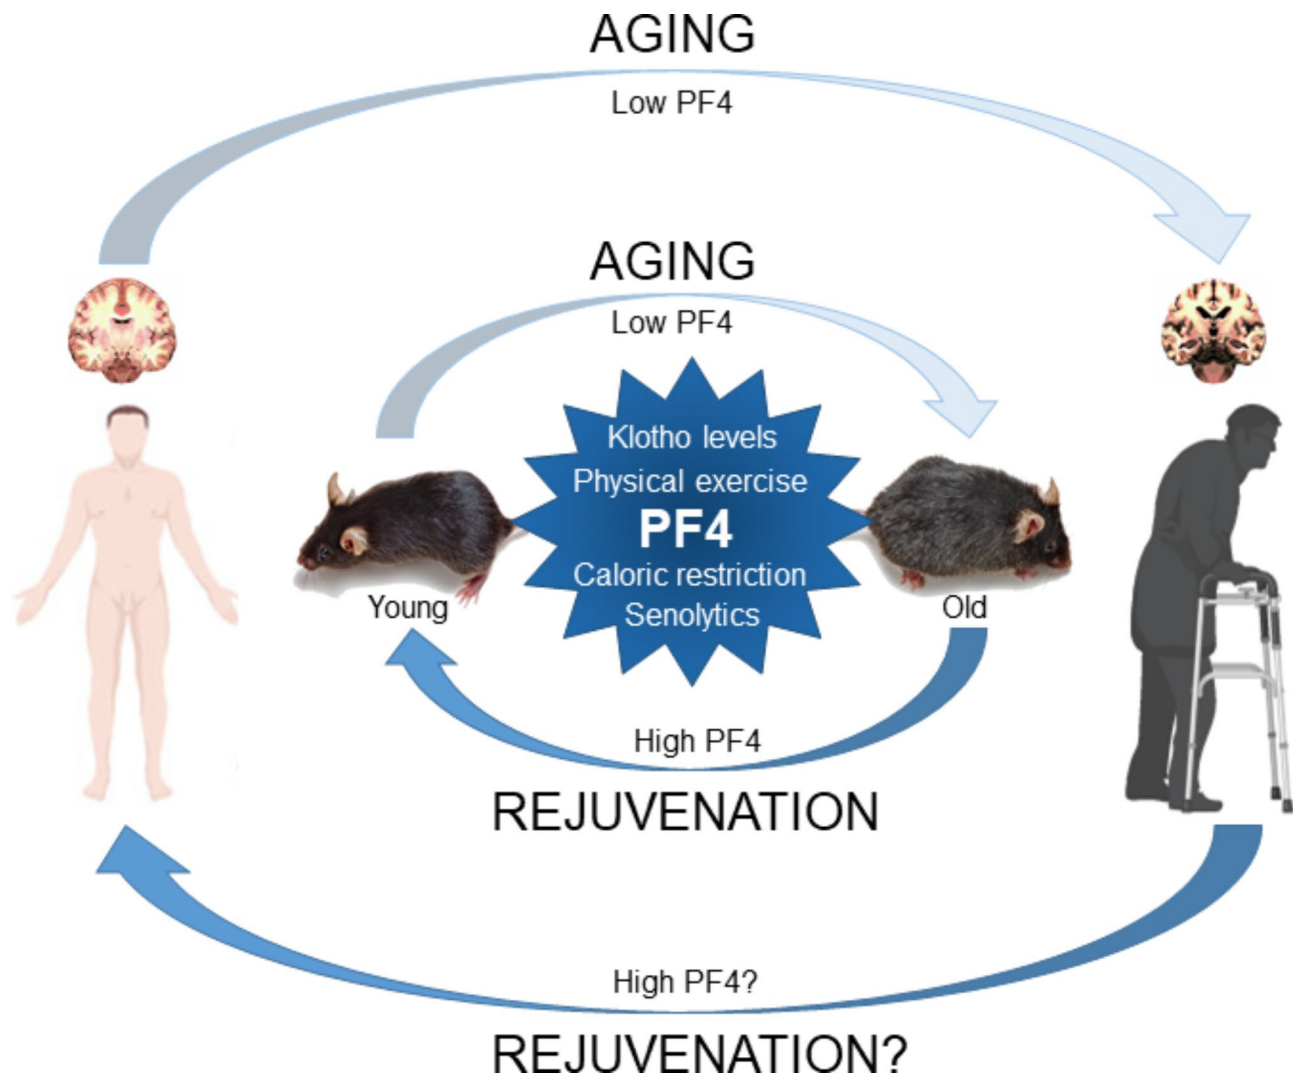 AGING
Low PF4
AGING
Low PF4
Klotho levels
Physical exercise
PF4
Caloric restriction
Senolytics
Young
Old
High PF4
REJUVENATION
High PF4?
REJUVENATION?